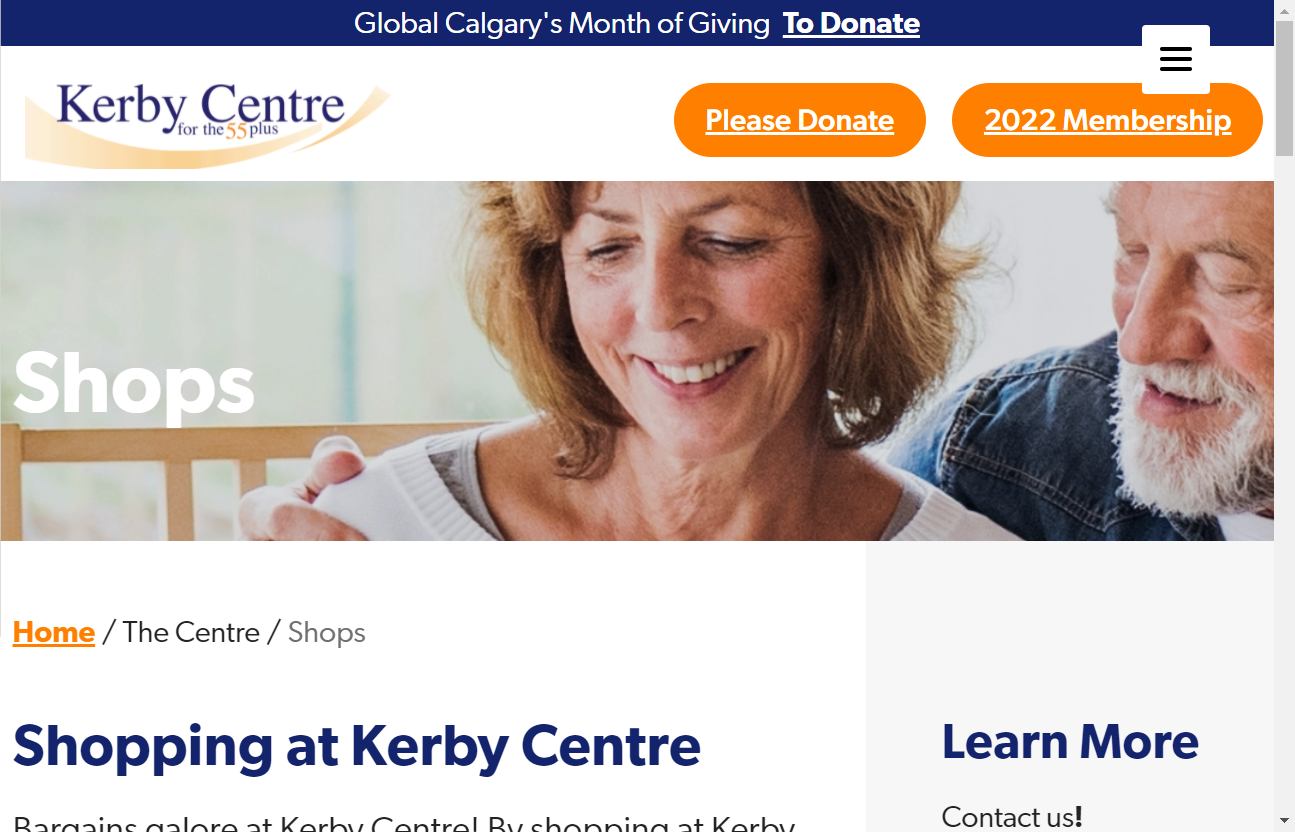 Global Calgary's Month of Giving To Donate
Kerby Centre
for the 55 plus
Please Donate
2022 Membership
Shops
Home / The Centre / Shops
Shopping at Kerby Centre
Learn More
Bargains galore at Kerby Centre! By shopping at Kerby
Contact us!